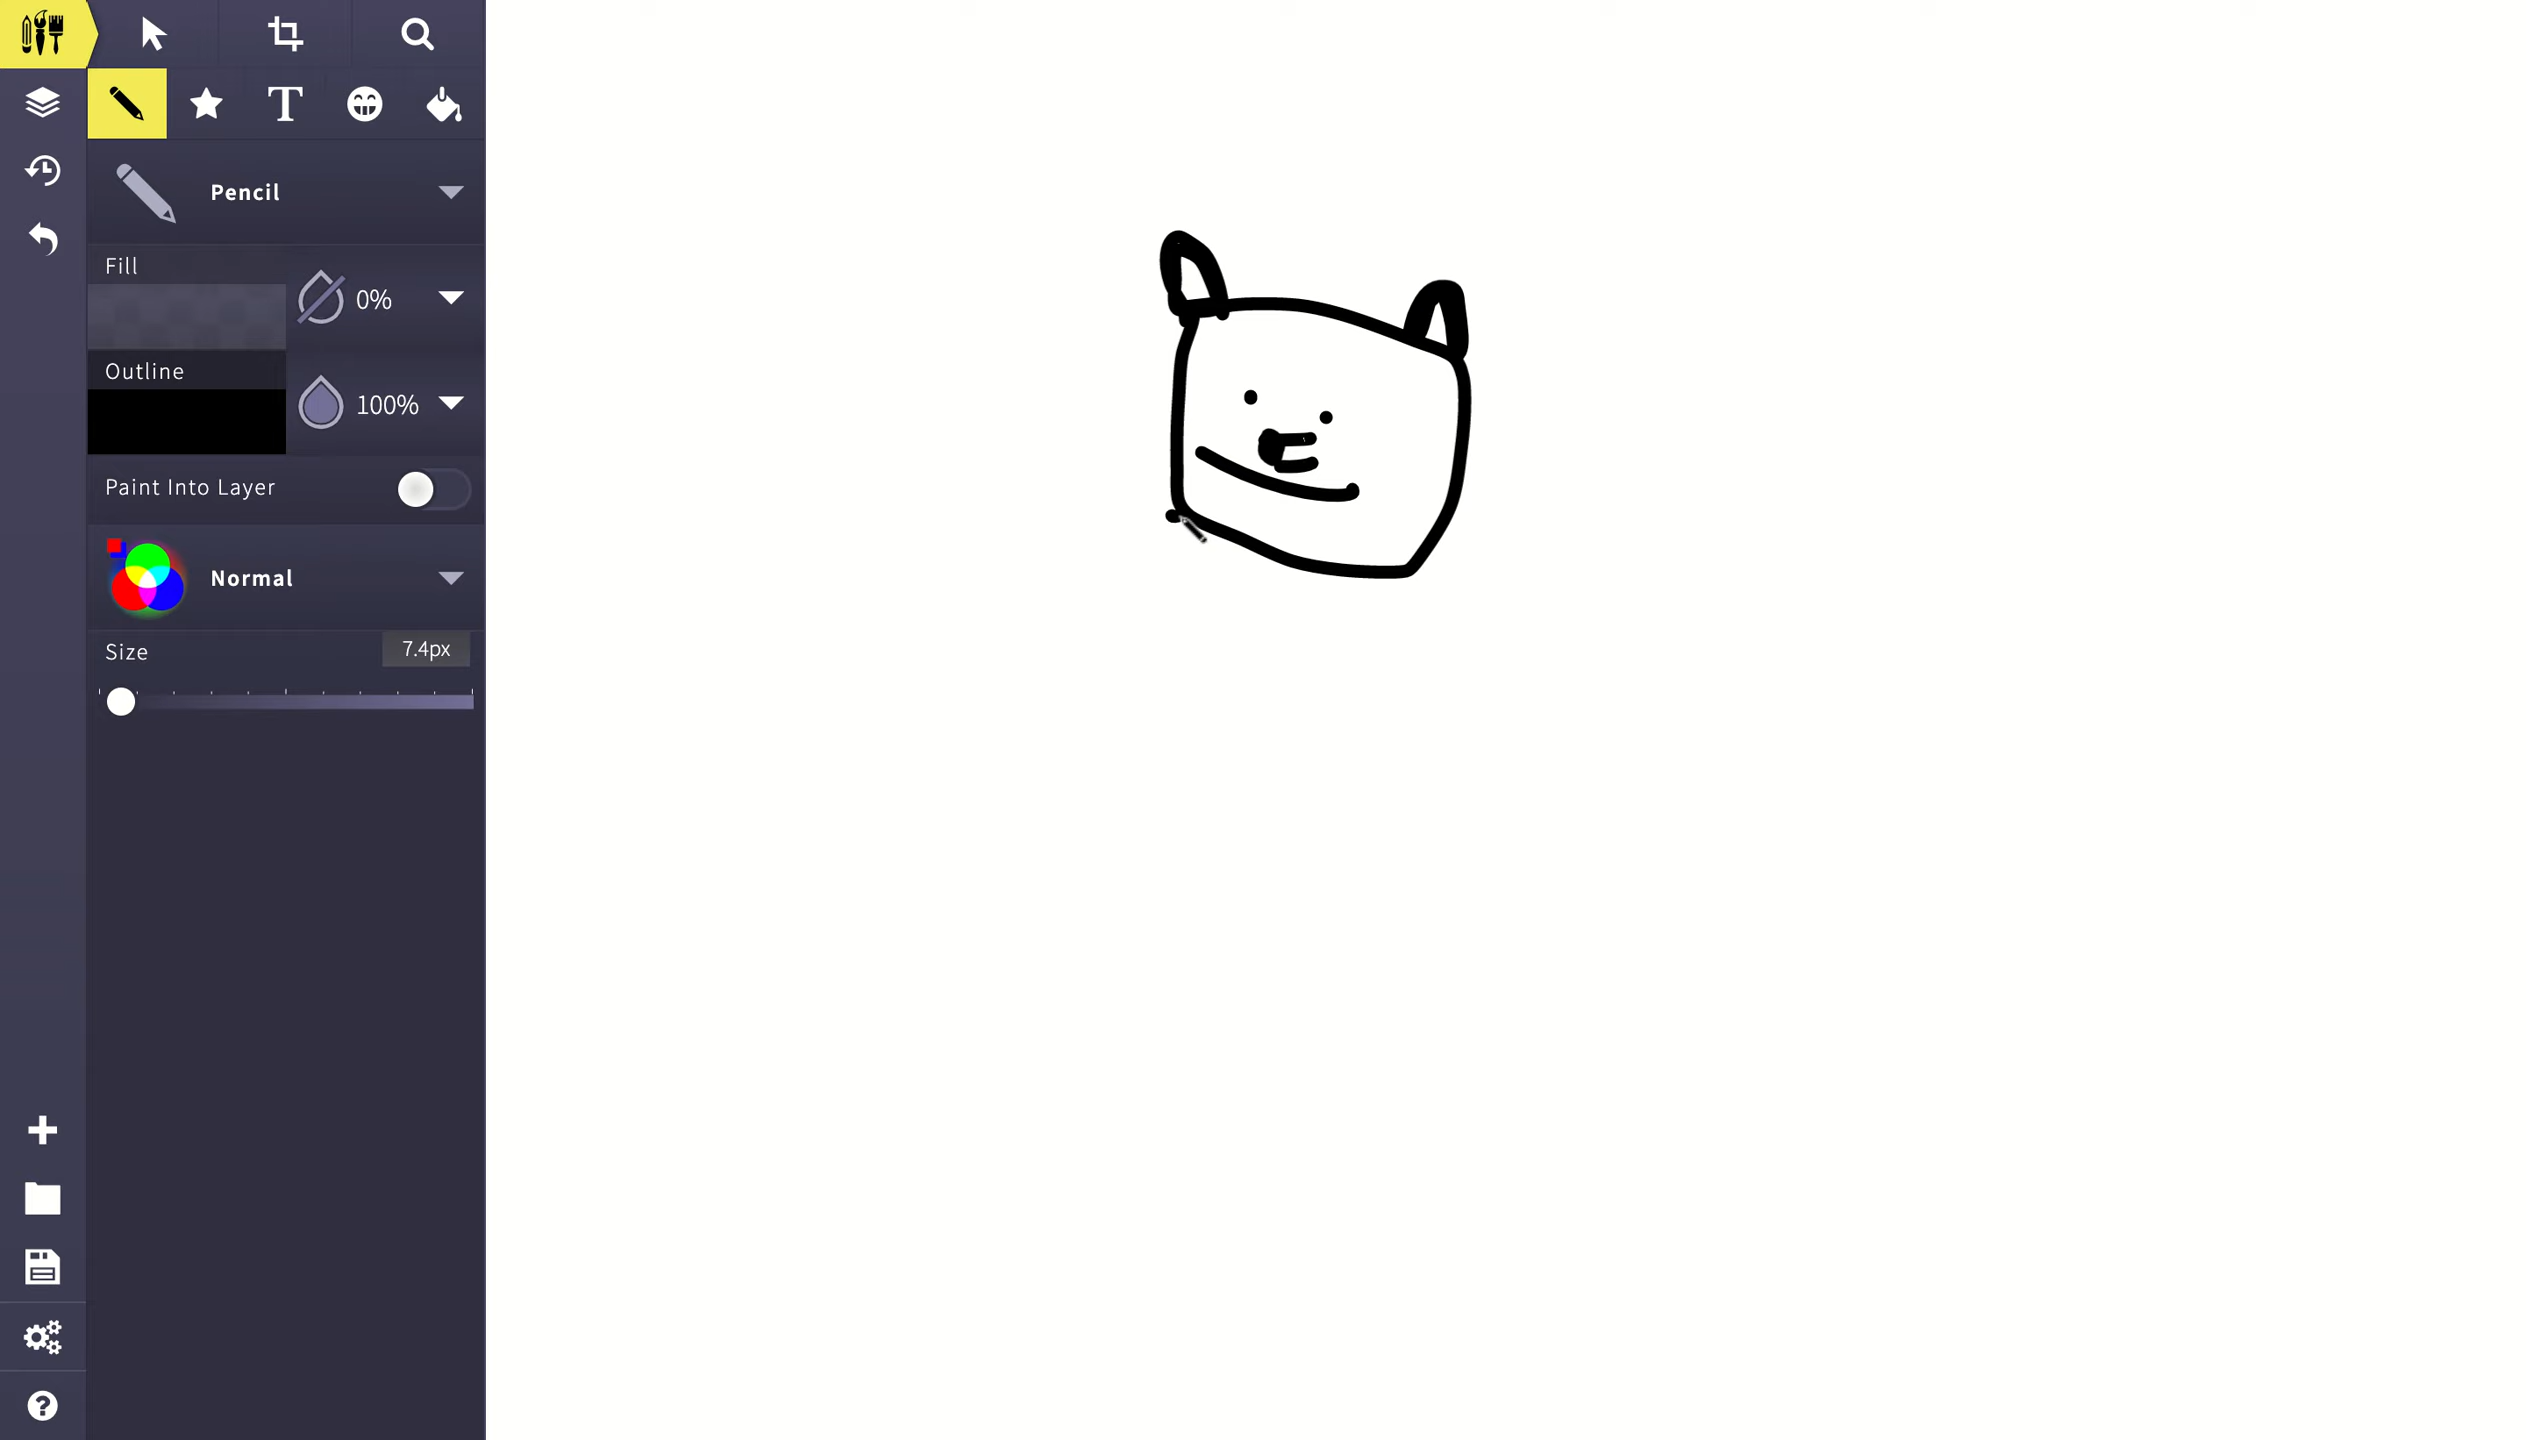 T
Pencil
Fill
0%
Outline
100%
Paint Into Layer
Normal
Size
7.4px